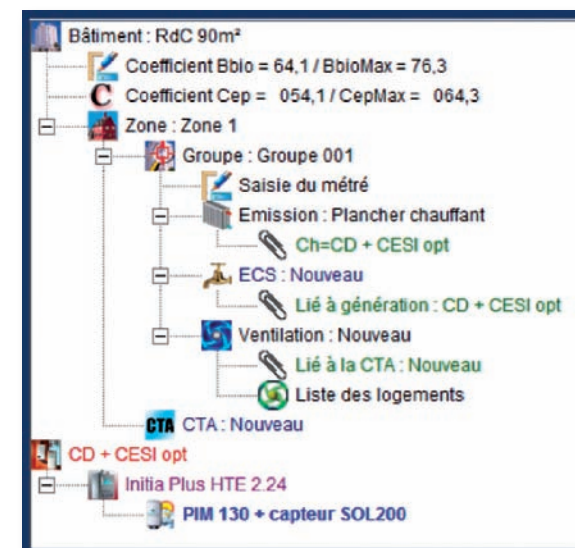 Bâtiment : RdC 90m²
Coefficient Bbio = 64,1 / BbioMax = 76,3
C Coefficient Cep = 054,1 / CepMax = 064,3
Zone : Zone 1
Groupe : Groupe 001
Saisie du métré
Emission : Plancher chauffant
Ch=CD + CESI opt
ECS : Nouveau
Lié à génération : CD + CESI opt
Ventilation : Nouveau
Lié à la CTA : Nouveau
Liste des logements
CTA CTA : Nouveau
CD + CESI opt
Initia Plus HTE 2.24
PIM 130 + capteur SOL200